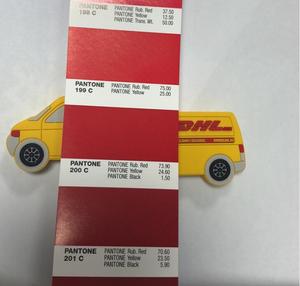 PANTONE PANTONE Rub. Red 37.50
198 C PANTONE Yellow 12.50
PANTONE Trans. Wt. 50.00
PANTONE PANTONE Rub. Red 75.00
199 C PANTONE Yellow 25.00
DHL
PANTONE PANTONE Rub. Red 73.90
200 C PANTONE Yellow 24.60
PANTONE Black 1.50
PANTONE PANTONE Rub. Red 70.60
201 C PANTONE Yellow 23.50
PANTONE Black 5.90